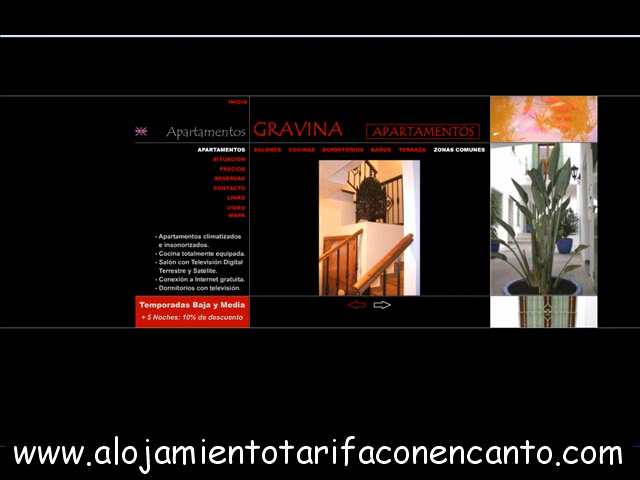 INICIO
Apartamentos GRAVINA APARTAMENTOS
APARTAMENTOS
SITUACIÓN
PRECIOS
RESERVAS
CONTACTO
LINKS
VÍDEO
MAPA
SALONES COCINAS DORMITORIOS BAÑOS TERRAZA ZONAS COMUNES
- Apartamentos climatizados
e insonorizados.
- Cocina totalmente equipada.
- Salón con Televisión Digital
Terrestre y Satélite.
- Conexión a Internet gratuita.
- Dormitorios con televisión.
Temporadas Baja y Media
+ 5 Noches: 10% de descuento
www.alojamientotarifaconencanto.com